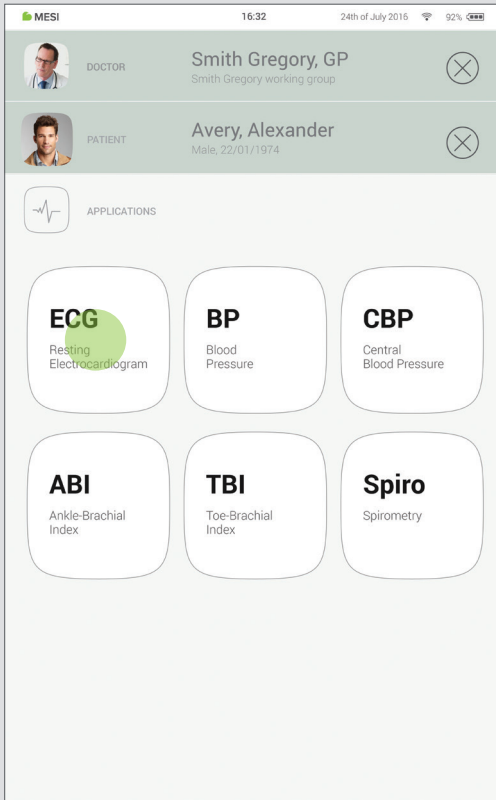 MESI 16:32 24th of July 2015 92%
DOCTOR
Smith Gregory, GP
Smith Gregory working group
PATIENT
Avery, Alexander
Male, 22/01/1974
APPLICATIONS
ECG
Resting
Electrocardiogram
BP
Blood
Pressure
CBP
Central
Blood Pressure
ABI
Ankle-Brachial
Index
TBI
Toe-Brachial
Index
Spiro
Spirometry